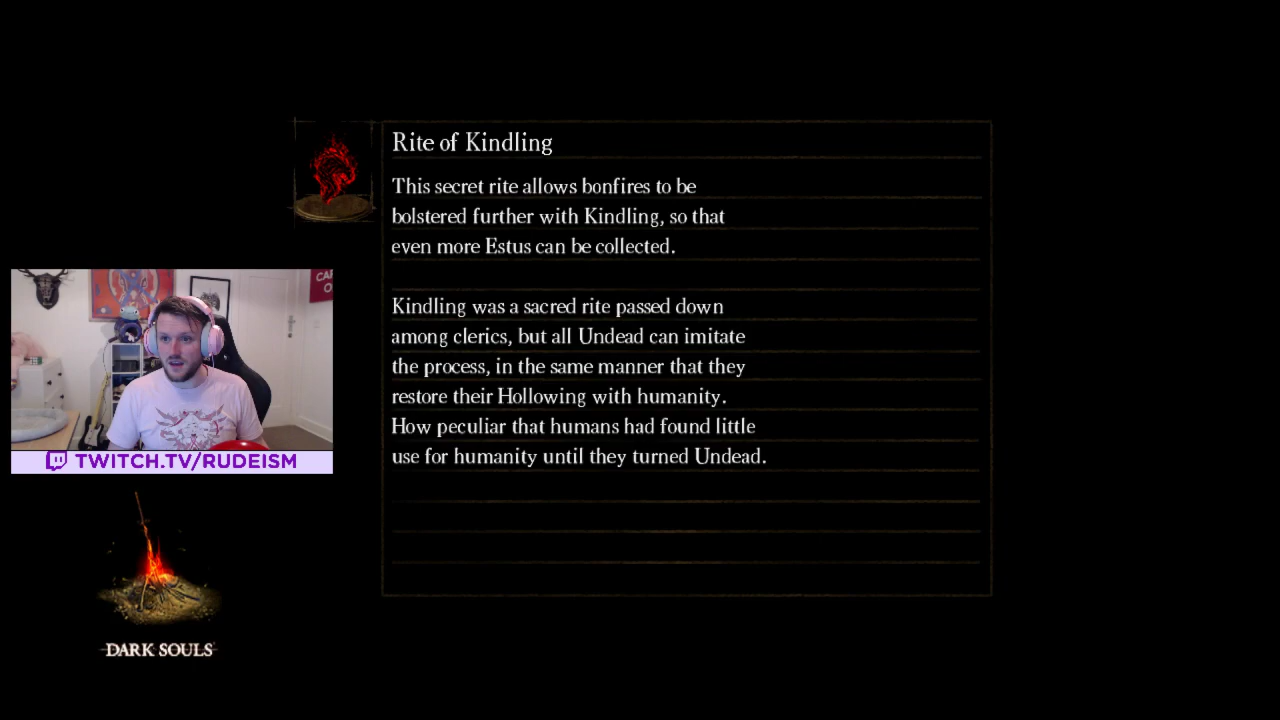 Rite of Kindling
This secret rite allows bonfires to be
bolstered further with Kindling, so that
even more Estus can be collected.
Kindling was a sacred rite passed down
among clerics, but all Undead can imitate
the process, in the same manner that they
restore their Hollowing with humanity.
How peculiar that humans had found little
use for humanity until they turned Undead.
TWITCH.TV/RUDEISM
DARK SOULS